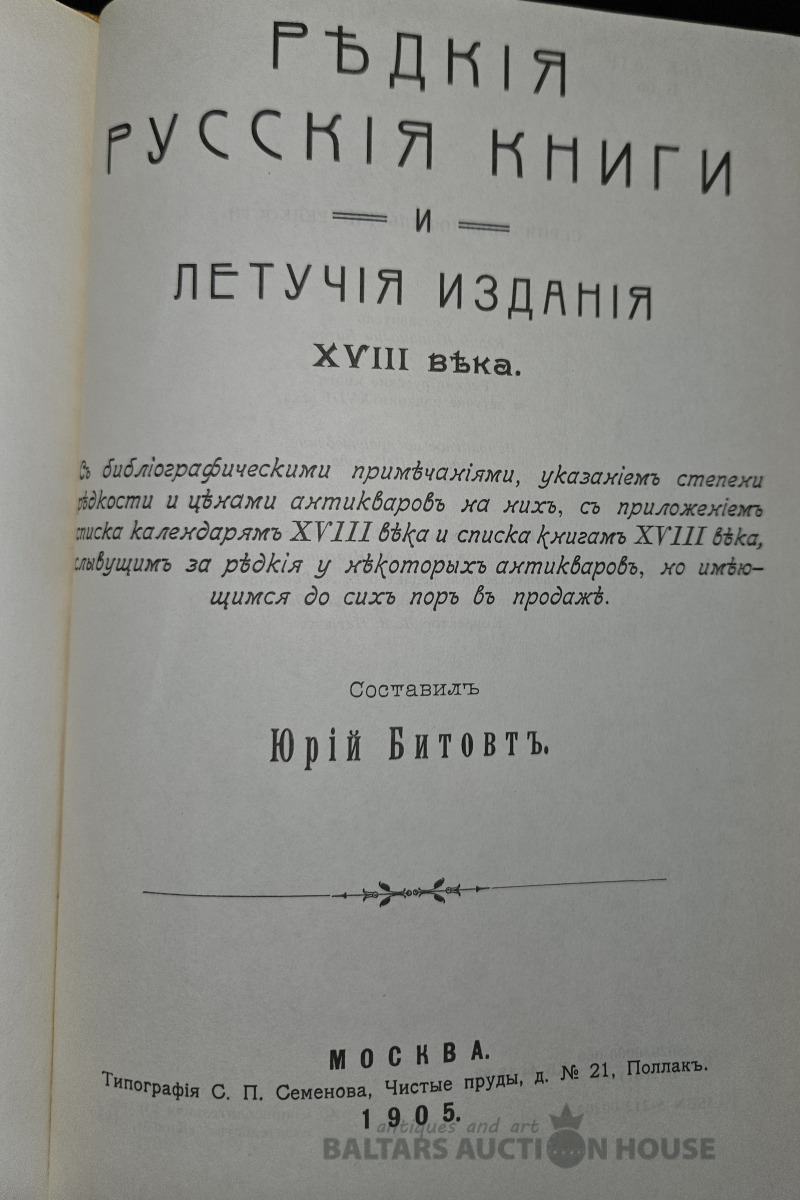 РѢДКІЯ
РУССКІЯ КНИГИ
И
ЛЕТУЧІЯ ИЗДАНІЯ
XVIII вѣка.
Съ библіографическими примѣчаніями, указаніемъ степени
рѣдкости и цѣнами антикваровъ на нихъ, съ приложеніемъ
списка календарямъ XVIII вѣка и списка книгамъ XVIII вѣка,
слывущимъ за рѣдкія у нѣкоторыхъ антикваровъ, но имѣю-
щимся до сихъ поръ въ продажѣ.
Составилъ
Юрій Битовтъ.
МОСКВА.
Типографія С. П. Семенова, Чистые пруды, д. № 21, Поллакъ.
1905.
antiques and art
BALTARS AUCTION HOUSE